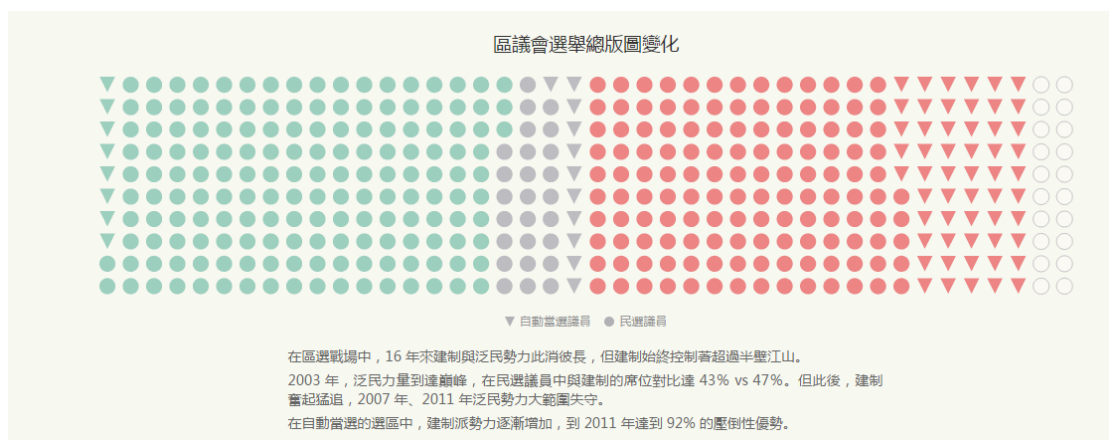 區議會選舉總版圖變化
▼ 自動當選議員 ● 民選議員
在區選戰場中，16 年來建制與泛民勢力此消彼長，但建制始終控制著超過半壁江山。
2003 年，泛民力量到達巔峰，在民選議員中與建制的席位對比達 43% vs 47%。但此後，建制
奮起猛追，2007 年、2011 年泛民勢力大範圍失守。
在自動當選的選區中，建制派勢力逐漸增加，到 2011 年達到 92% 的壓倒性優勢。